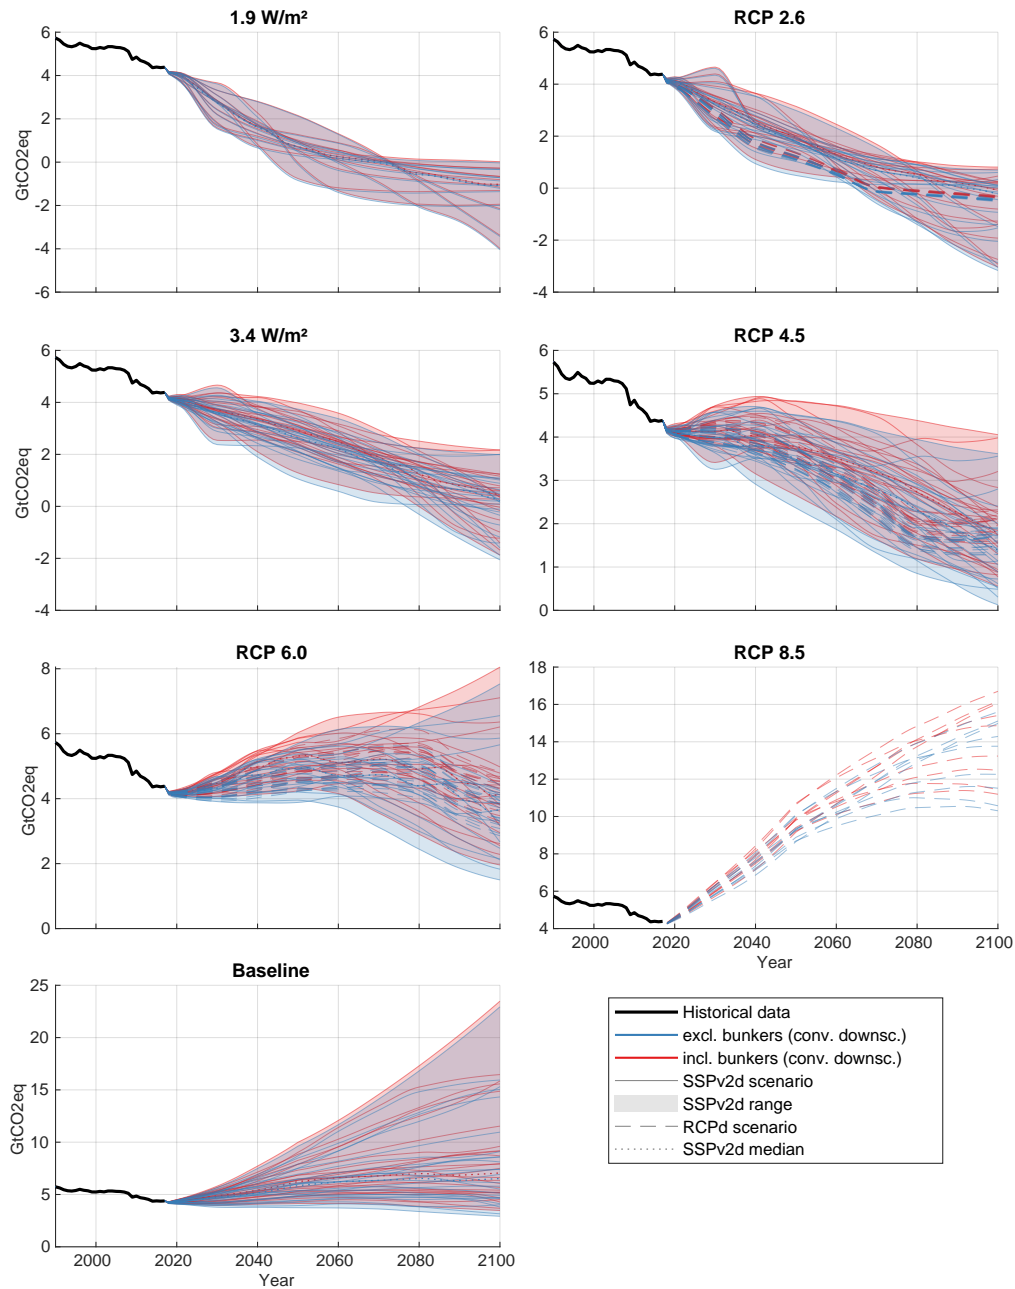 1.9 W/m²
6
4
2
0
-2
-4
-6
GtCO2eq
RCP 2.6
6
4
2
0
-2
-4
3.4 W/m²
6
4
2
0
-2
-4
GtCO2eq
RCP 4.5
6
5
4
3
2
1
0
RCP 6.0
8
6
4
2
0
GtCO2eq
RCP 8.5
18
16
14
12
10
8
6
4
2000 2020 2040 2060 2080 2100
Year
Baseline
25
20
15
10
5
0
GtCO2eq
2000 2020 2040 2060 2080 2100
Year
Historical data
excl. bunkers (conv. downsc.)
incl. bunkers (conv. downsc.)
SSPv2d scenario
SSPv2d range
RCPd scenario
SSPv2d median